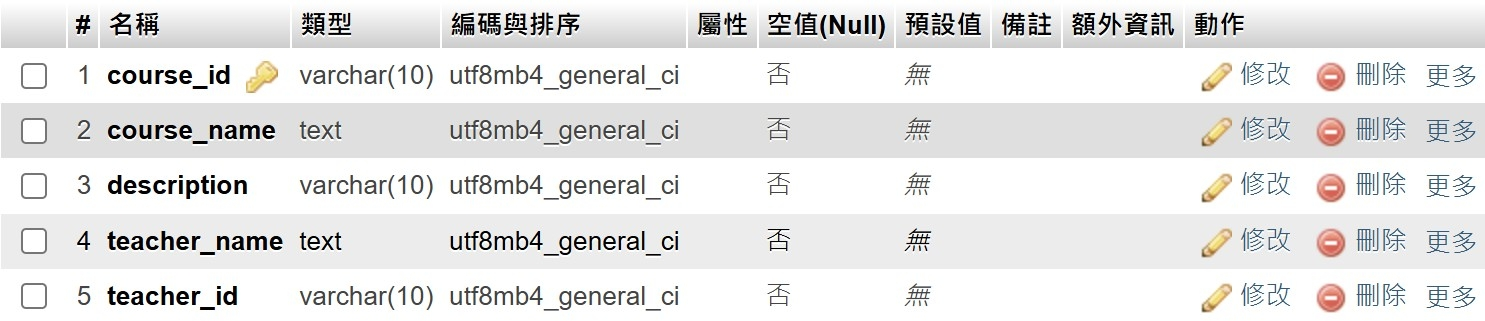 # 名稱 類型 編碼與排序 屬性 空值(Null) 預設值 備註 額外資訊 動作
1 course_id varchar(10) utf8mb4_general_ci 否 無 修改 刪除 更多
2 course_name text utf8mb4_general_ci 否 無 修改 刪除 更多
3 description varchar(10) utf8mb4_general_ci 否 無 修改 刪除 更多
4 teacher_name text utf8mb4_general_ci 否 無 修改 刪除 更多
5 teacher_id varchar(10) utf8mb4_general_ci 否 無 修改 刪除 更多